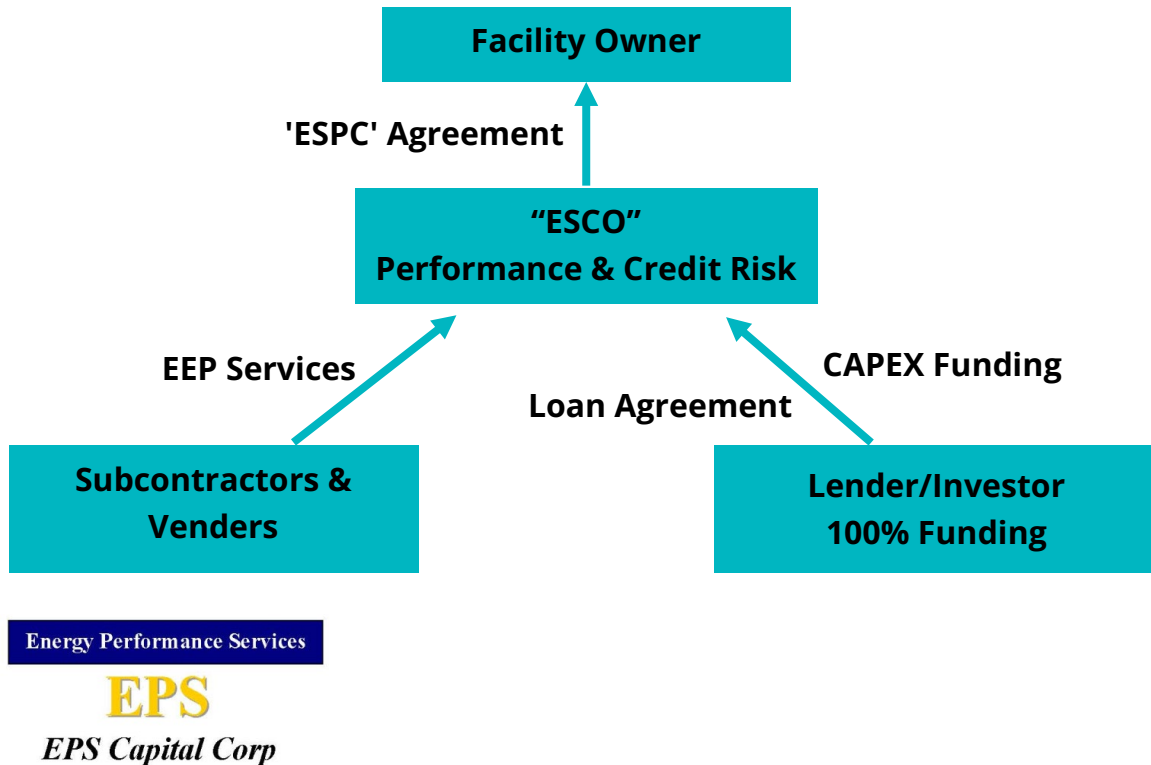 Facility Owner
'ESPC' Agreement
“ESCO”
Performance & Credit Risk
EEP Services
CAPEX Funding
Loan Agreement
Subcontractors &
Venders
Lender/Investor
100% Funding
Energy Performance Services
EPS
EPS Capital Corp